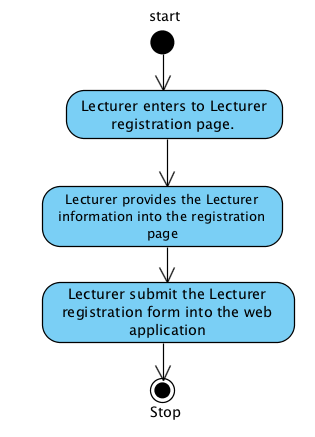 start
Lecturer enters to Lecturer
registration page.
Lecturer provides the Lecturer
information into the registration
page
Lecturer submit the Lecturer
registration form into the web
application
Stop